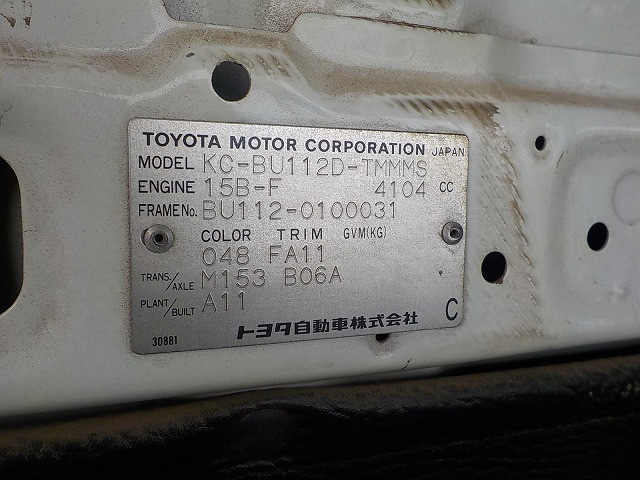 TOYOTA MOTOR CORPORATION JAPAN
MODEL KC-BU112D-TMMMS
ENGINE 15B-F 4104 CC
FRAME No. BU112-0100031
COLOR TRIM GVM(KG)
048 FA11
TRANS./AXLE M153 B06A
PLANT/BUILT A11
トヨタ自動車株式会社 C
30881